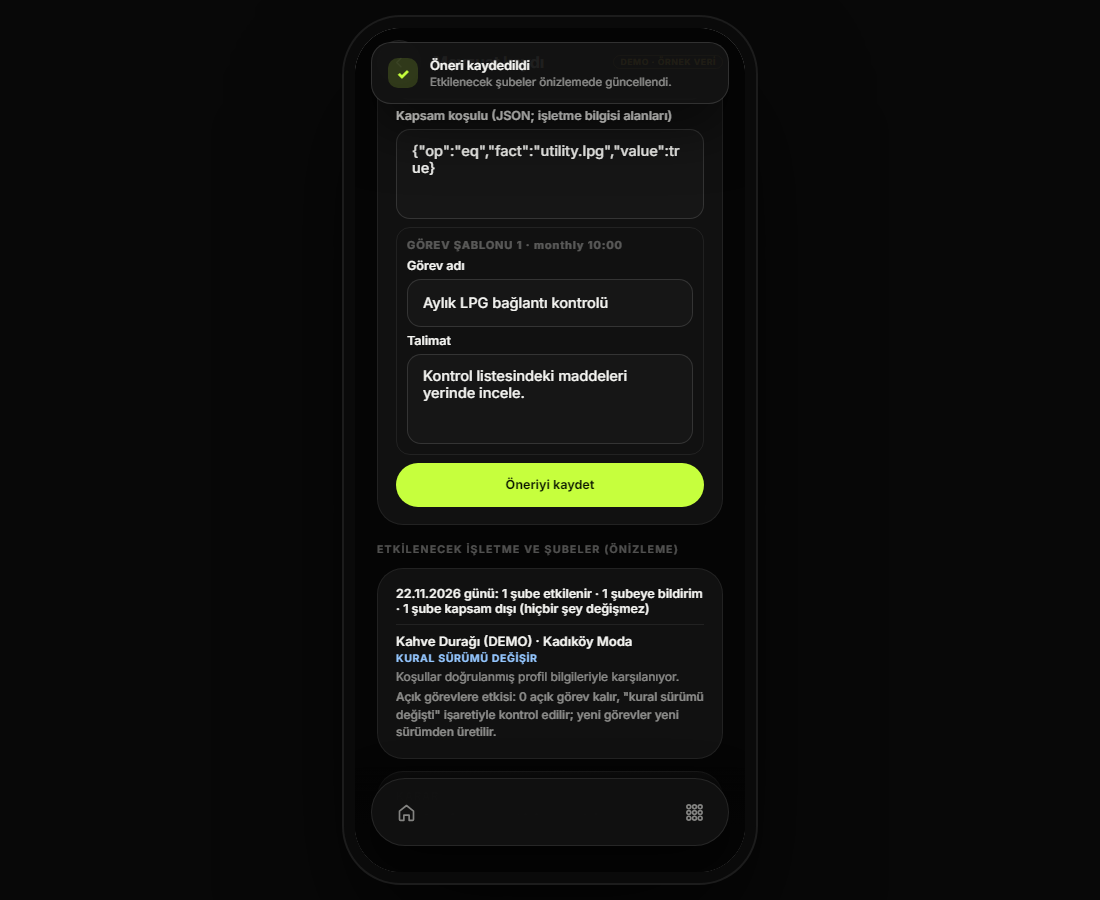 Öneri kaydedildi
DEMO · ÖRNEK VERİ
Etkilenecek şubeler önizlemede güncellendi.
Kapsam koşulu (JSON; işletme bilgisi alanları)
{"op":"eq","fact":"utility.lpg","value":tr
ue}
GÖREV ŞABLONU 1 · monthly 10:00
Görev adı
Aylık LPG bağlantı kontrolü
Talimat
Kontrol listesindeki maddeleri
yerinde incele.
Öneriyi kaydet
ETKİLENECEK İŞLETME VE ŞUBELER (ÖNİZLEME)
22.11.2026 günü: 1 şube etkilenir · 1 şubeye bildirim
· 1 şube kapsam dışı (hiçbir şey değişmez)
Kahve Durağı (DEMO) · Kadıköy Moda
KURAL SÜRÜMÜ DEĞİŞİR
Koşullar doğrulanmış profil bilgileriyle karşılanıyor.
Açık görevlere etkisi: 0 açık görev kalır, "kural sürümü
değişti" işaretiyle kontrol edilir; yeni görevler yeni
sürümden üretilir.